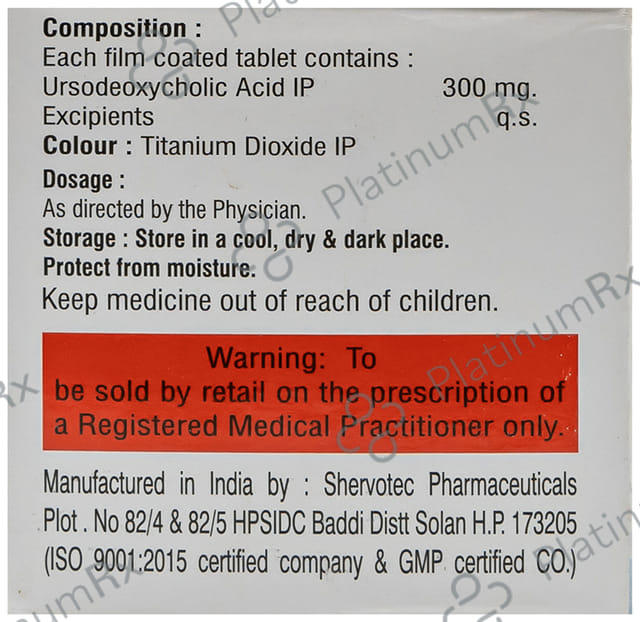 Composition :
Each film coated tablet contains :
Ursodeoxycholic Acid IP 300 mg.
Excipients q.s.
Colour : Titanium Dioxide IP
Dosage :
As directed by the Physician.
Storage : Store in a cool, dry & dark place.
Protect from moisture.
Keep medicine out of reach of children.
Warning: To
be sold by retail on the prescription of
a Registered Medical Practitioner only.
Manufactured in India by : Shervotec Pharmaceuticals
Plot . No 82/4 & 82/5 HPSIDC Baddi Distt Solan H.P. 173205
(ISO 9001:2015 certified company & GMP certified CO.)
PlatinumRx
PlatinumRx